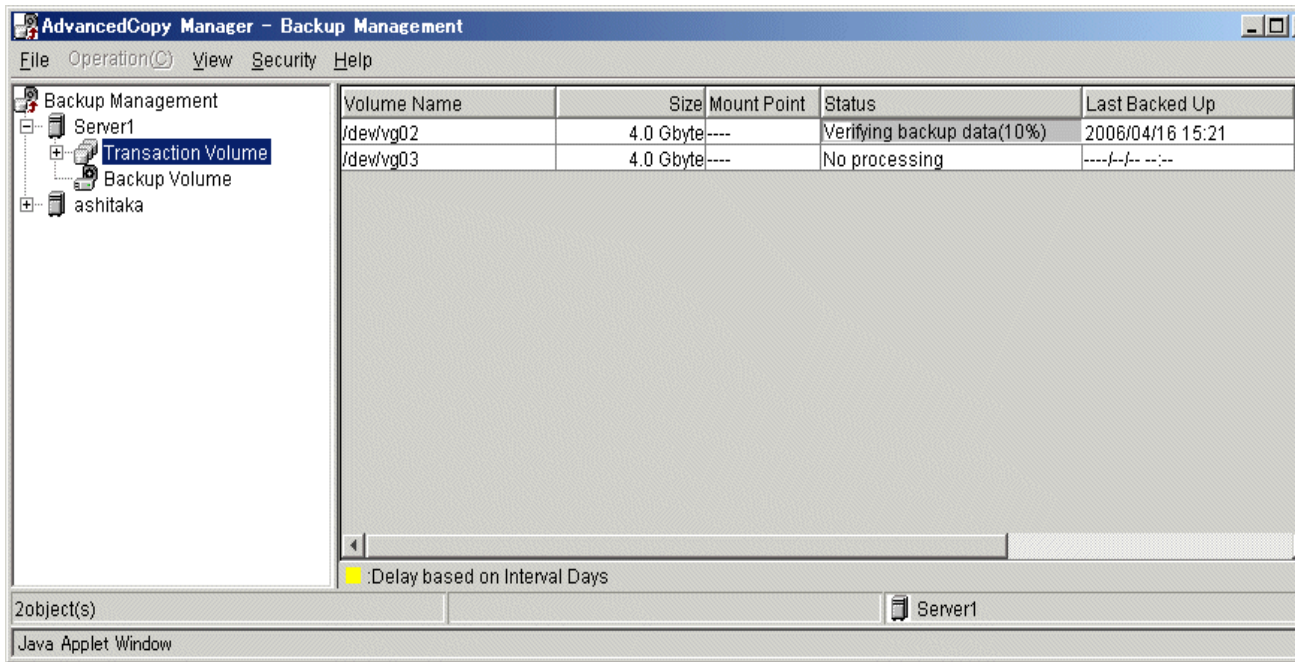 AdvancedCopy Manager - Backup Management
File Operation(C) View Security Help
Backup Management
Server1
Transaction Volume
Backup Volume
ashitaka
Volume Name Size Mount Point Status Last Backed Up
/dev/vg02 4.0 Gbyte ---- Verifying backup data(10%) 2006/04/16 15:21
/dev/vg03 4.0 Gbyte ---- No processing ----/--/-- --:--
:Delay based on Interval Days
2object(s) Server1
Java Applet Window